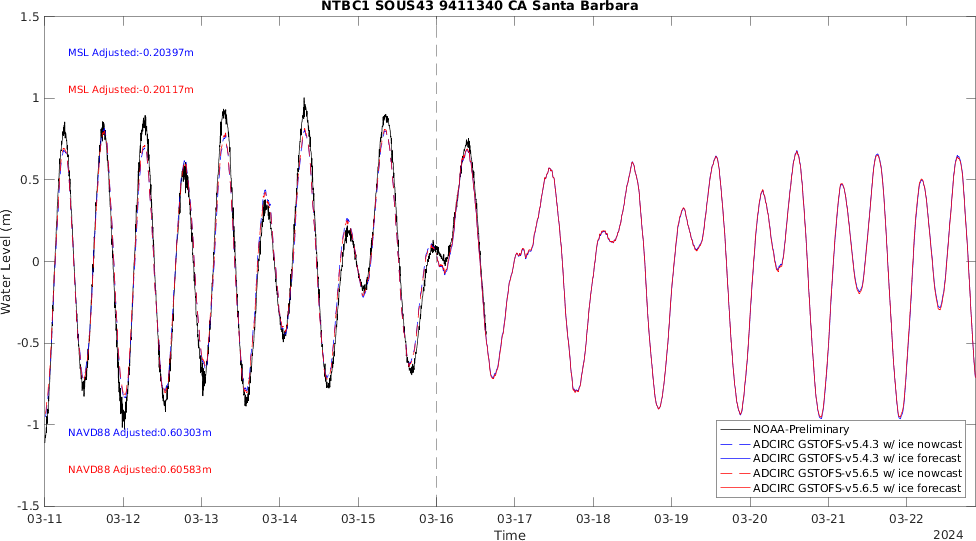 NTBC1 SOUS43 9411340 CA Santa Barbara
1.5
MSL Adjusted:-0.20397m
MSL Adjusted:-0.20117m
1
0.5
0
-0.5
-1
-1.5
Water Level (m)
NAVD88 Adjusted:0.60303m
NAVD88 Adjusted:0.60583m
NOAA-Preliminary
ADCIRC GSTOFS-v5.4.3 w/ ice nowcast
ADCIRC GSTOFS-v5.4.3 w/ ice forecast
ADCIRC GSTOFS-v5.6.5 w/ ice nowcast
ADCIRC GSTOFS-v5.6.5 w/ ice forecast
03-11 03-12 03-13 03-14 03-15 03-16 03-17 03-18 03-19 03-20 03-21 03-22
Time
2024